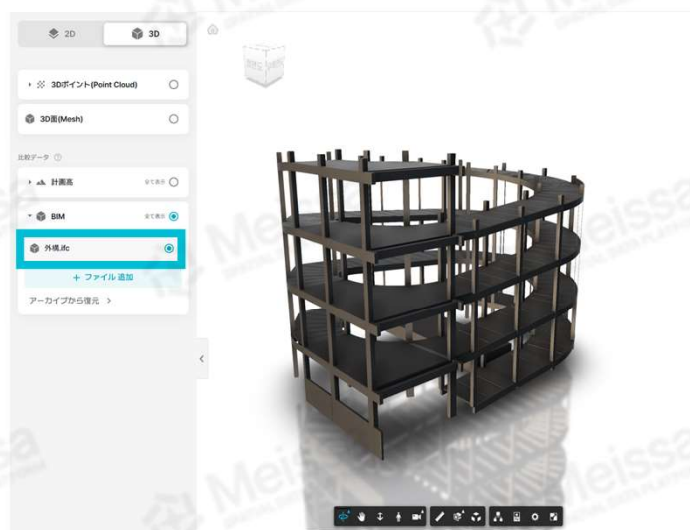 2D
3D
3Dポイント(Point Cloud)
3D面(Mesh)
比較データ
計画高
全て表示
BIM
全て表示
外構.ifc
+ ファイル 追加
アーカイブから復元 >
Meissa